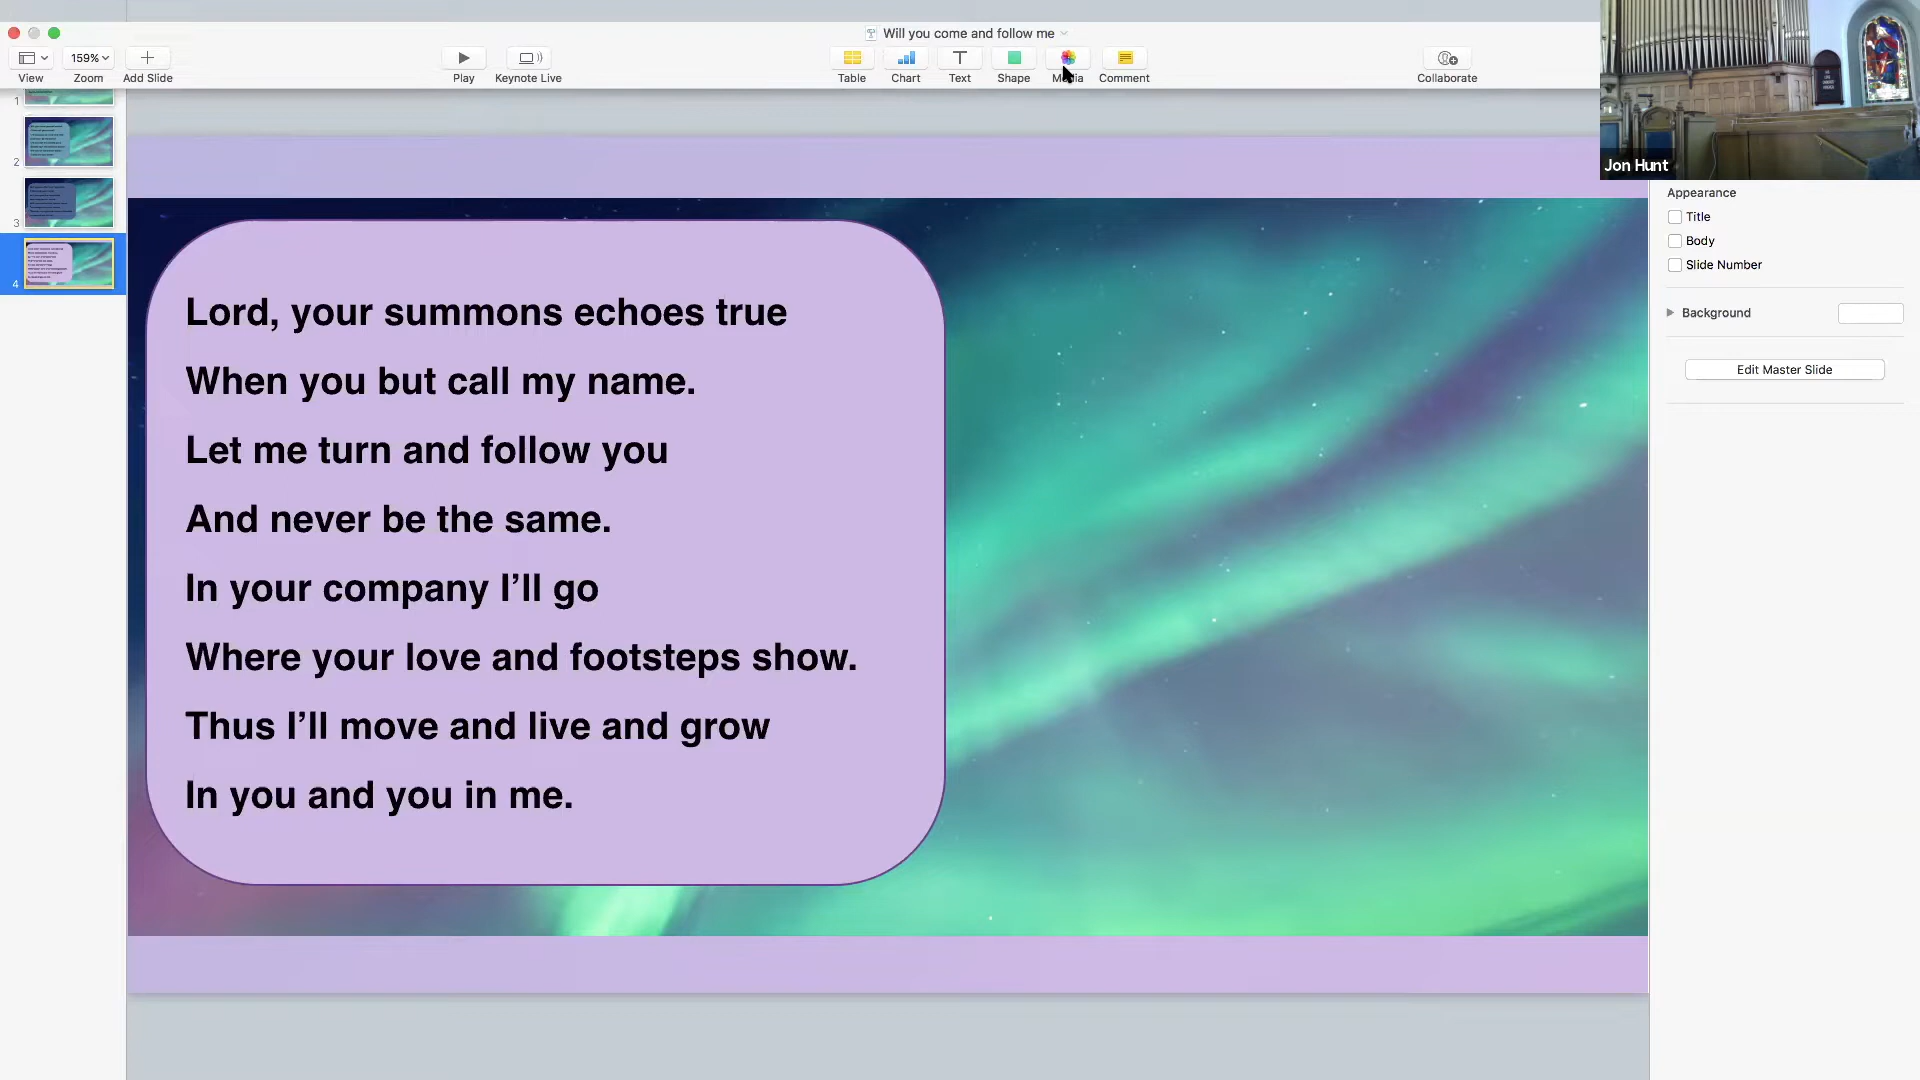 Will you come and follow me
159%
View
Zoom
Add Slide
Play
Keynote Live
Table
Chart
Text
Shape
Media
Comment
Collaborate
Jon Hunt
1
2
3
4
Lord, your summons echoes true
When you but call my name.
Let me turn and follow you
And never be the same.
In your company I’ll go
Where your love and footsteps show.
Thus I’ll move and live and grow
In you and you in me.
Appearance
Title
Body
Slide Number
Background
Edit Master Slide